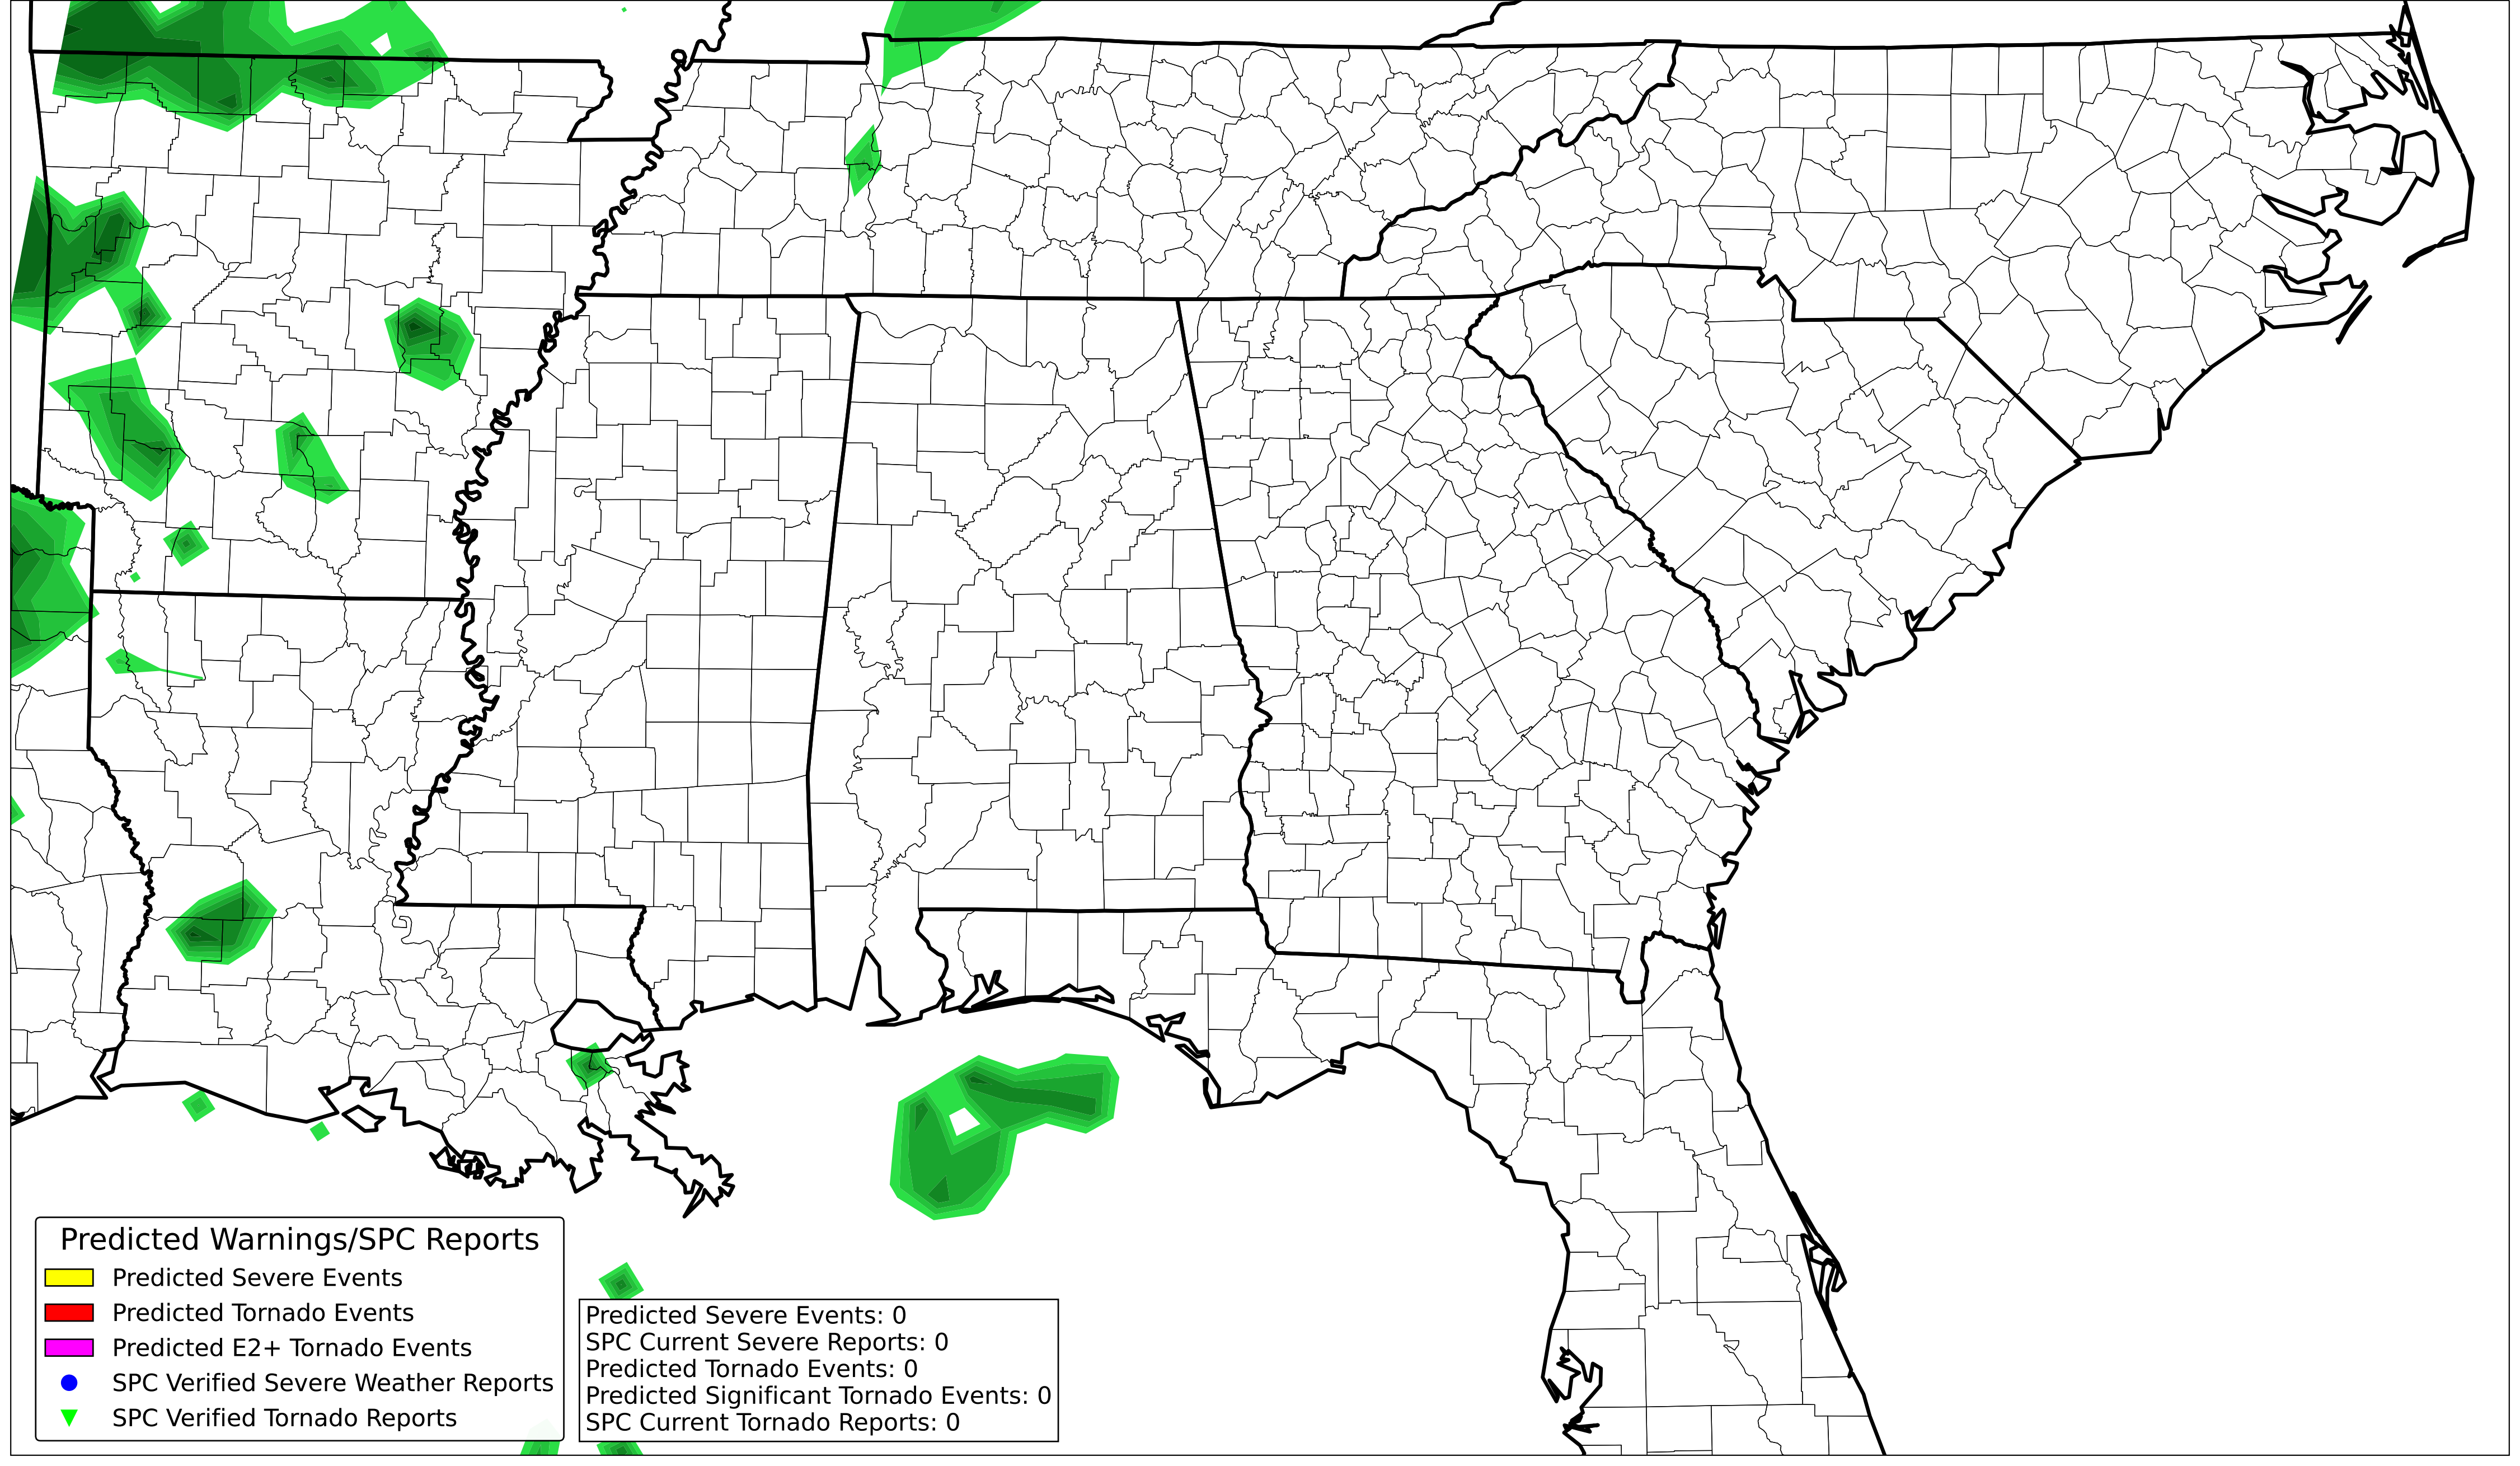 Predicted Warnings/SPC Reports
Predicted Severe Events
Predicted Tornado Events
Predicted E2+ Tornado Events
SPC Verified Severe Weather Reports
SPC Verified Tornado Reports
Predicted Severe Events: 0
SPC Current Severe Reports: 0
Predicted Tornado Events: 0
Predicted Significant Tornado Events: 0
SPC Current Tornado Reports: 0